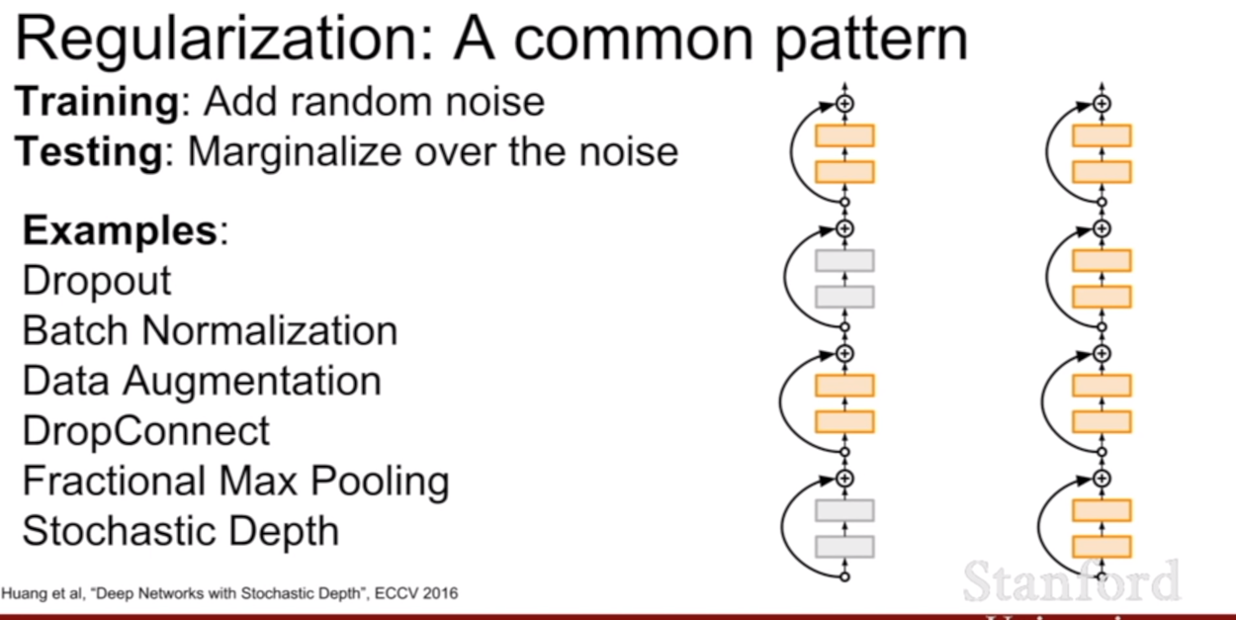 Regularization: A common pattern
Training: Add random noise
Testing: Marginalize over the noise
Examples:
Dropout
Batch Normalization
Data Augmentation
DropConnect
Fractional Max Pooling
Stochastic Depth
Huang et al, "Deep Networks with Stochastic Depth", ECCV 2016
Stanford